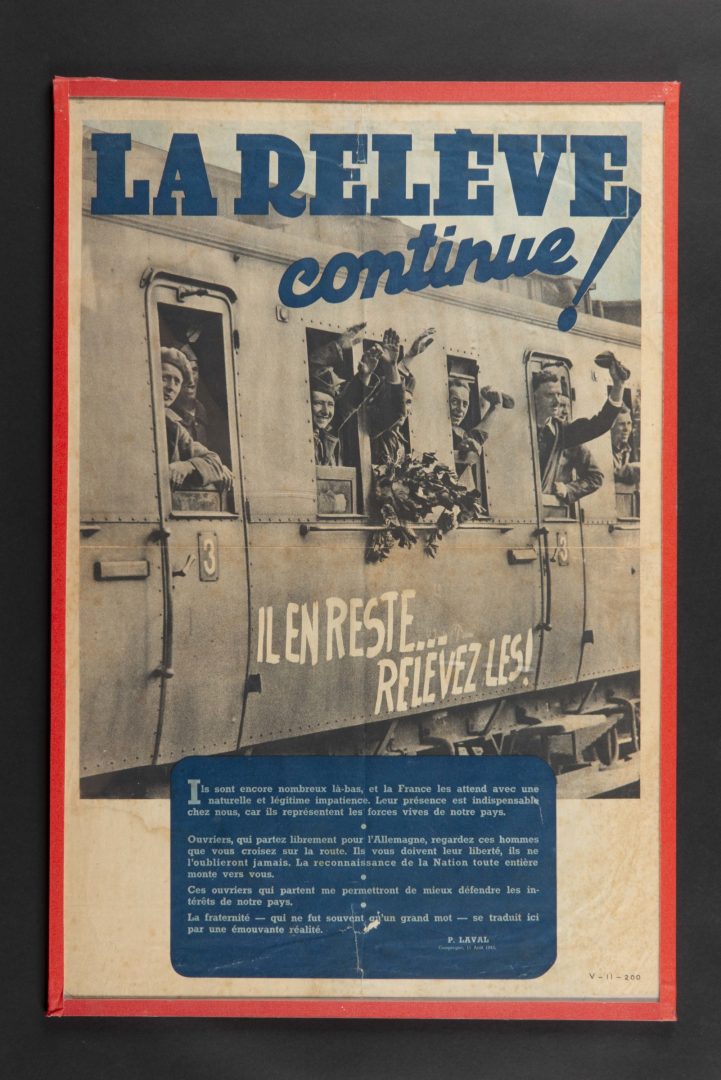 LA RELÈVE
continue!
3
3
IL EN RESTE...
RELEVEZ LES!
Ils sont encore nombreux là-bas, et la France les attend avec une
naturelle et légitime impatience. Leur présence est indispensable
chez nous, car ils représentent les forces vives de notre pays.
Ouvriers, qui partez librement pour l'Allemagne, regardez ces hommes
que vous croisez sur la route. Ils vous doivent leur liberté, ils ne
l'oublieront jamais. La reconnaissance de la Nation toute entière
monte vers vous.
Ces ouvriers qui partent me permettront de mieux défendre les in-
térêts de notre pays.
La fraternité — qui ne fut souvent qu'un grand mot — se traduit ici
par une émouvante réalité.
P. LAVAL
Compiègne, 11 Août 1942.
V-11-200